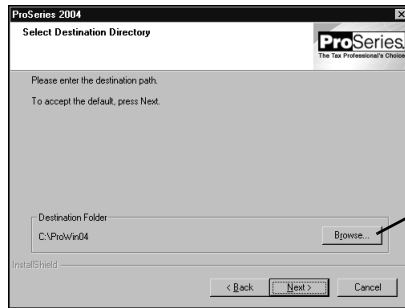 ProSeries 2004
Select Destination Directory
ProSeries.
The Tax Professional's Choice
Please enter the destination path.
To accept the default, press Next.
Destination Folder
C:\ProWin04
Browse...
InstallShield
< Back
Next >
Cancel